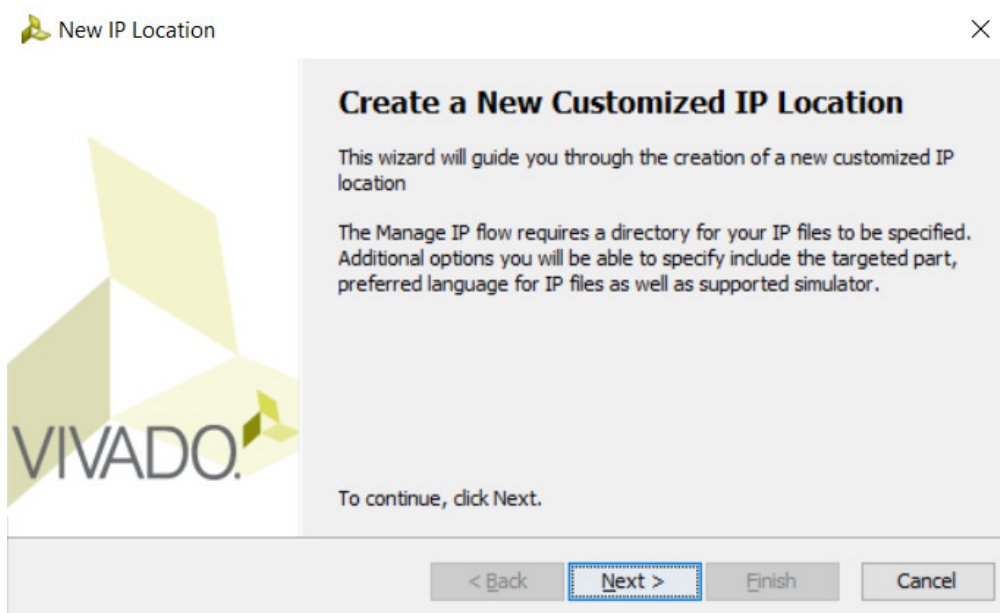 New IP Location
Create a New Customized IP Location
This wizard will guide you through the creation of a new customized IP
location
The Manage IP flow requires a directory for your IP files to be specified.
Additional options you will be able to specify include the targeted part,
preferred language for IP files as well as supported simulator.
VIVADO.
To continue, click Next.
< Back Next > Finish Cancel